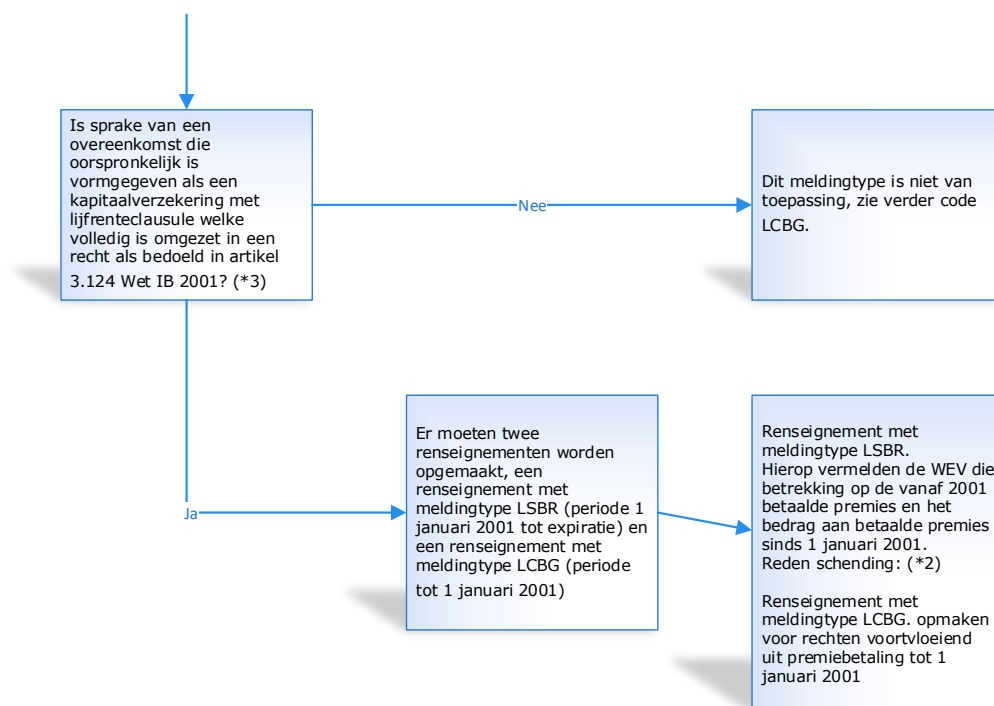 Is sprake van een
overeenkomst die
oorspronkelijk is
vormgegeven als een
kapitaalverzekering met
lijfrenteclausule welke
volledig is omgezet in een
recht als bedoeld in artikel
3.124 Wet IB 2001? (*3)
Nee
Dit meldingtype is niet van
toepassing, zie verder code
LCBG.
Ja
Er moeten twee
renseignementen worden
opgemaakt, een
renseignement met
meldingtype LSBR (periode 1
januari 2001 tot expiratie) en
een renseignement met
meldingtype LCBG (periode
tot 1 januari 2001)
Renseignement met
meldingtype LSBR.
Hierop vermelden de WEV die
betrekking op de vanaf 2001
betaalde premies en het
bedrag aan betaalde premies
sinds 1 januari 2001.
Reden schending: (*2)
Renseignement met
meldingtype LCBG. opmaken
voor rechten voortvloeiend
uit premiebetaling tot 1
januari 2001